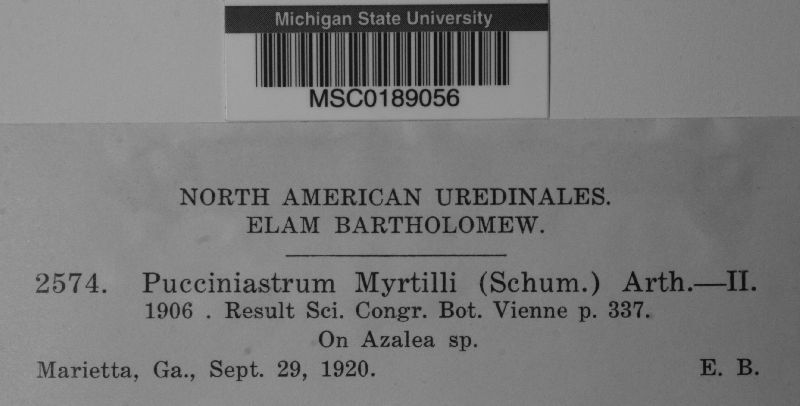 Michigan State University
MSC0189056
NORTH AMERICAN UREDINALES.
ELAM BARTHOLOMEW.
2574. Pucciniastrum Myrtilli (Schum.) Arth.—II.
1906 . Result Sci. Congr. Bot. Vienne p. 337.
On Azalea sp.
Marietta, Ga., Sept. 29, 1920. E. B.